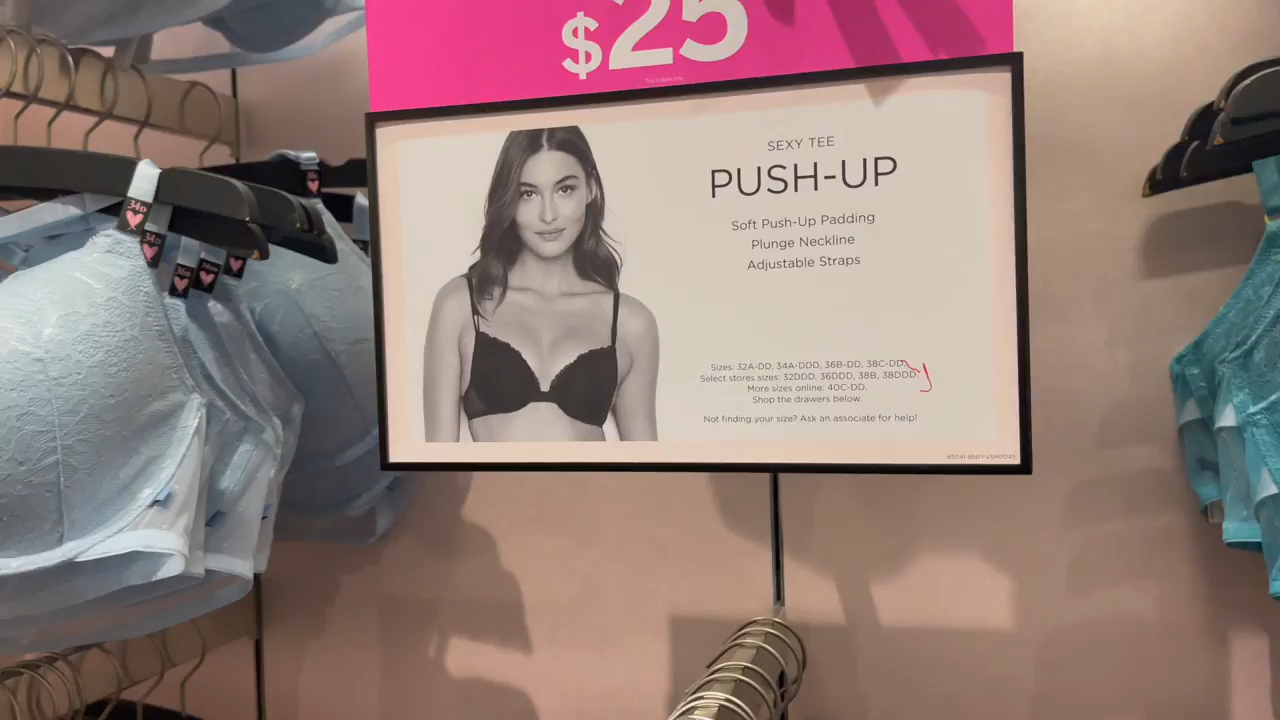 $25
SEXY TEE
PUSH-UP
Soft Push-Up Padding
Plunge Neckline
Adjustable Straps
Sizes: 32A-DD, 34A-DDD, 36B-DD, 38C-DD
Select stores sizes: 32DDD, 36DDD, 38B, 38DDD.
More sizes online: 40C-DD.
Shop the drawers below.
Not finding your size? Ask an associate for help!
34D
34D